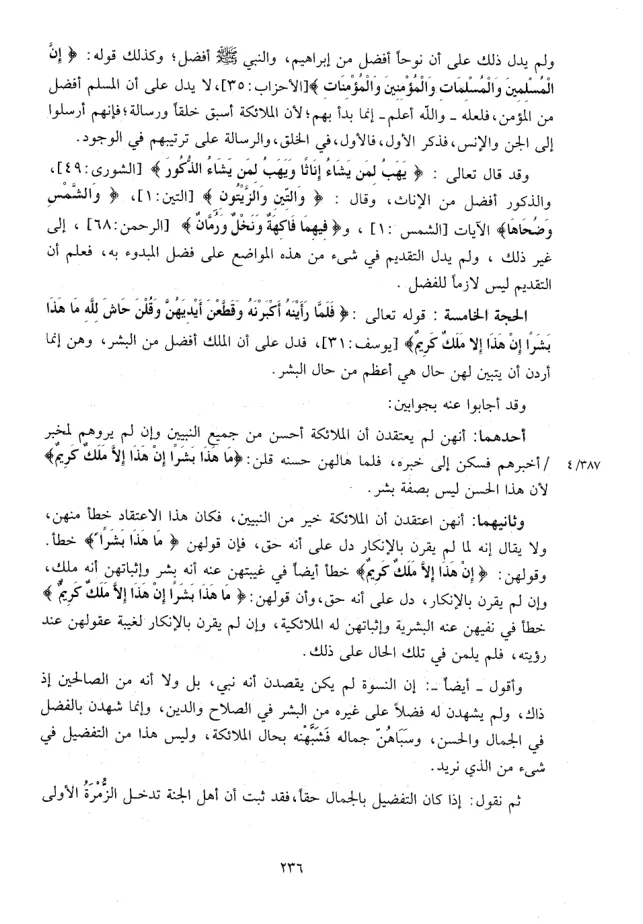 ولم يدل ذلك على أن نوحاً أفضل من إبراهيم، والنبي ﷺ أفضل؛ وكذلك قوله: ﴿ إِنَّ
الْمُسْلِمِينَ وَالْمُسْلِمَاتِ وَالْمُؤْمِنِينَ وَالْمُؤْمِنَاتِ ﴾[الأحزاب:٣٥]، لا يدل على أن المسلم أفضل
من المؤمن، فلعله ـ واللّه أعلم ـ إنما بدأ بهم؛ لأن الملائكة أسبق خلقاً ورسالة؛ فإنهم أرسلوا
إلى الجن والإنس، فذكر الأول، فالأول، في الخلق، والرسالة على ترتيبهم في الوجود.
وقد قال تعالى : ﴿ يَهَبُ لِمَن يَشَاءُ إِنَاثًا وَيَهَبُ لِمَن يَشَاءُ الذُّكُورَ ﴾ [الشورى:٤٩]،
والذكور أفضل من الإناث، وقال : ﴿ وَالتِّينِ وَالزَّيْتُونِ ﴾ [التين:١]، ﴿ وَالشَّمْسِ
وَضُحَاهَا﴾ الآيات [الشمس :١] ، و﴿ فِيهِمَا فَاكِهَةٌ وَنَخْلٌ وَرُمَّانٌ ﴾ [الرحمن:٦٨] ، إلى
غير ذلك ، ولم يدل التقديم في شىء من هذه المواضع على فضل المبدوء به، فعلم أن
التقديم ليس لازماً للفضل .
الحجة الخامسة : قوله تعالى : ﴿ فَلَمَّا رَأَيْنَهُ أَكْبَرْنَهُ وَقَطَّعْنَ أَيْدِيَهُنَّ وَقُلْنَ حَاشَ لِلَّهِ مَا هَذَا
بَشَرًا إِنْ هَذَا إِلا مَلَكٌ كَرِيمٌ﴾ [يوسف:٣١]، فدل على أن الملك أفضل من البشر، وهن إنما
أردن أن يتبين لهن حال هي أعظم من حال البشر.
وقد أجابوا عنه بجوابين:
أحدهما: أنهن لم يعتقدن أن الملائكة أحسن من جميع النبيين وإن لم يروهم لمخبر
٤/٣٨٧ / أخبرهم فسكن إلى خبره، فلما هالهن حسنه قلن: ﴿مَا هَذَا بَشَرًا إِنْ هَذَا إِلاَّ مَلَكٌ كَرِيمٌ﴾
لأن هذا الحسن ليس بصفة بشر .
وثانيهما: أنهن اعتقدن أن الملائكة خير من النبيين، فكان هذا الاعتقاد خطأ منهن،
ولا يقال إنه لما لم يقرن بالإنكار دل على أنه حق، فإن قولهن ﴿ مَا هَذَا بَشَرًا ﴾ خطأ.
وقولهن: ﴿ إِنْ هَذَا إِلاَّ مَلَكٌ كَرِيمٌ﴾ خطأ أيضاً في غيبتهن عنه أنه بشر وإثباتهن أنه ملك،
وإن لم يقرن بالإنكار، دل على أنه حق، وأن قولهن: ﴿ مَا هَذَا بَشَرًا إِنْ هَذَا إِلاَّ مَلَكٌ كَرِيمٌ ﴾
خطأ في نفيهن عنه البشرية وإثباتهن له الملائكية، وإن لم يقرن بالإنكار لغيبة عقولهن عند
رؤيته، فلم يلمن في تلك الحال على ذلك.
وأقول ـ أيضاً ـ: إن النسوة لم يكن يقصدن أنه نبي، بل ولا أنه من الصالحين إذ
ذاك، ولم يشهدن له فضلاً على غيره من البشر في الصلاح والدين، وإنما شهدن بالفضل
في الجمال والحسن، وسَبَاهُنّ جماله فَشَبَّهْنه بحال الملائكة، وليس هذا من التفضيل في
شىء من الذي نريد.
ثم نقول: إذا كان التفضيل بالجمال حقاً، فقد ثبت أن أهل الجنة تدخل الزُّمْرَةُ الأولى
٢٣٦